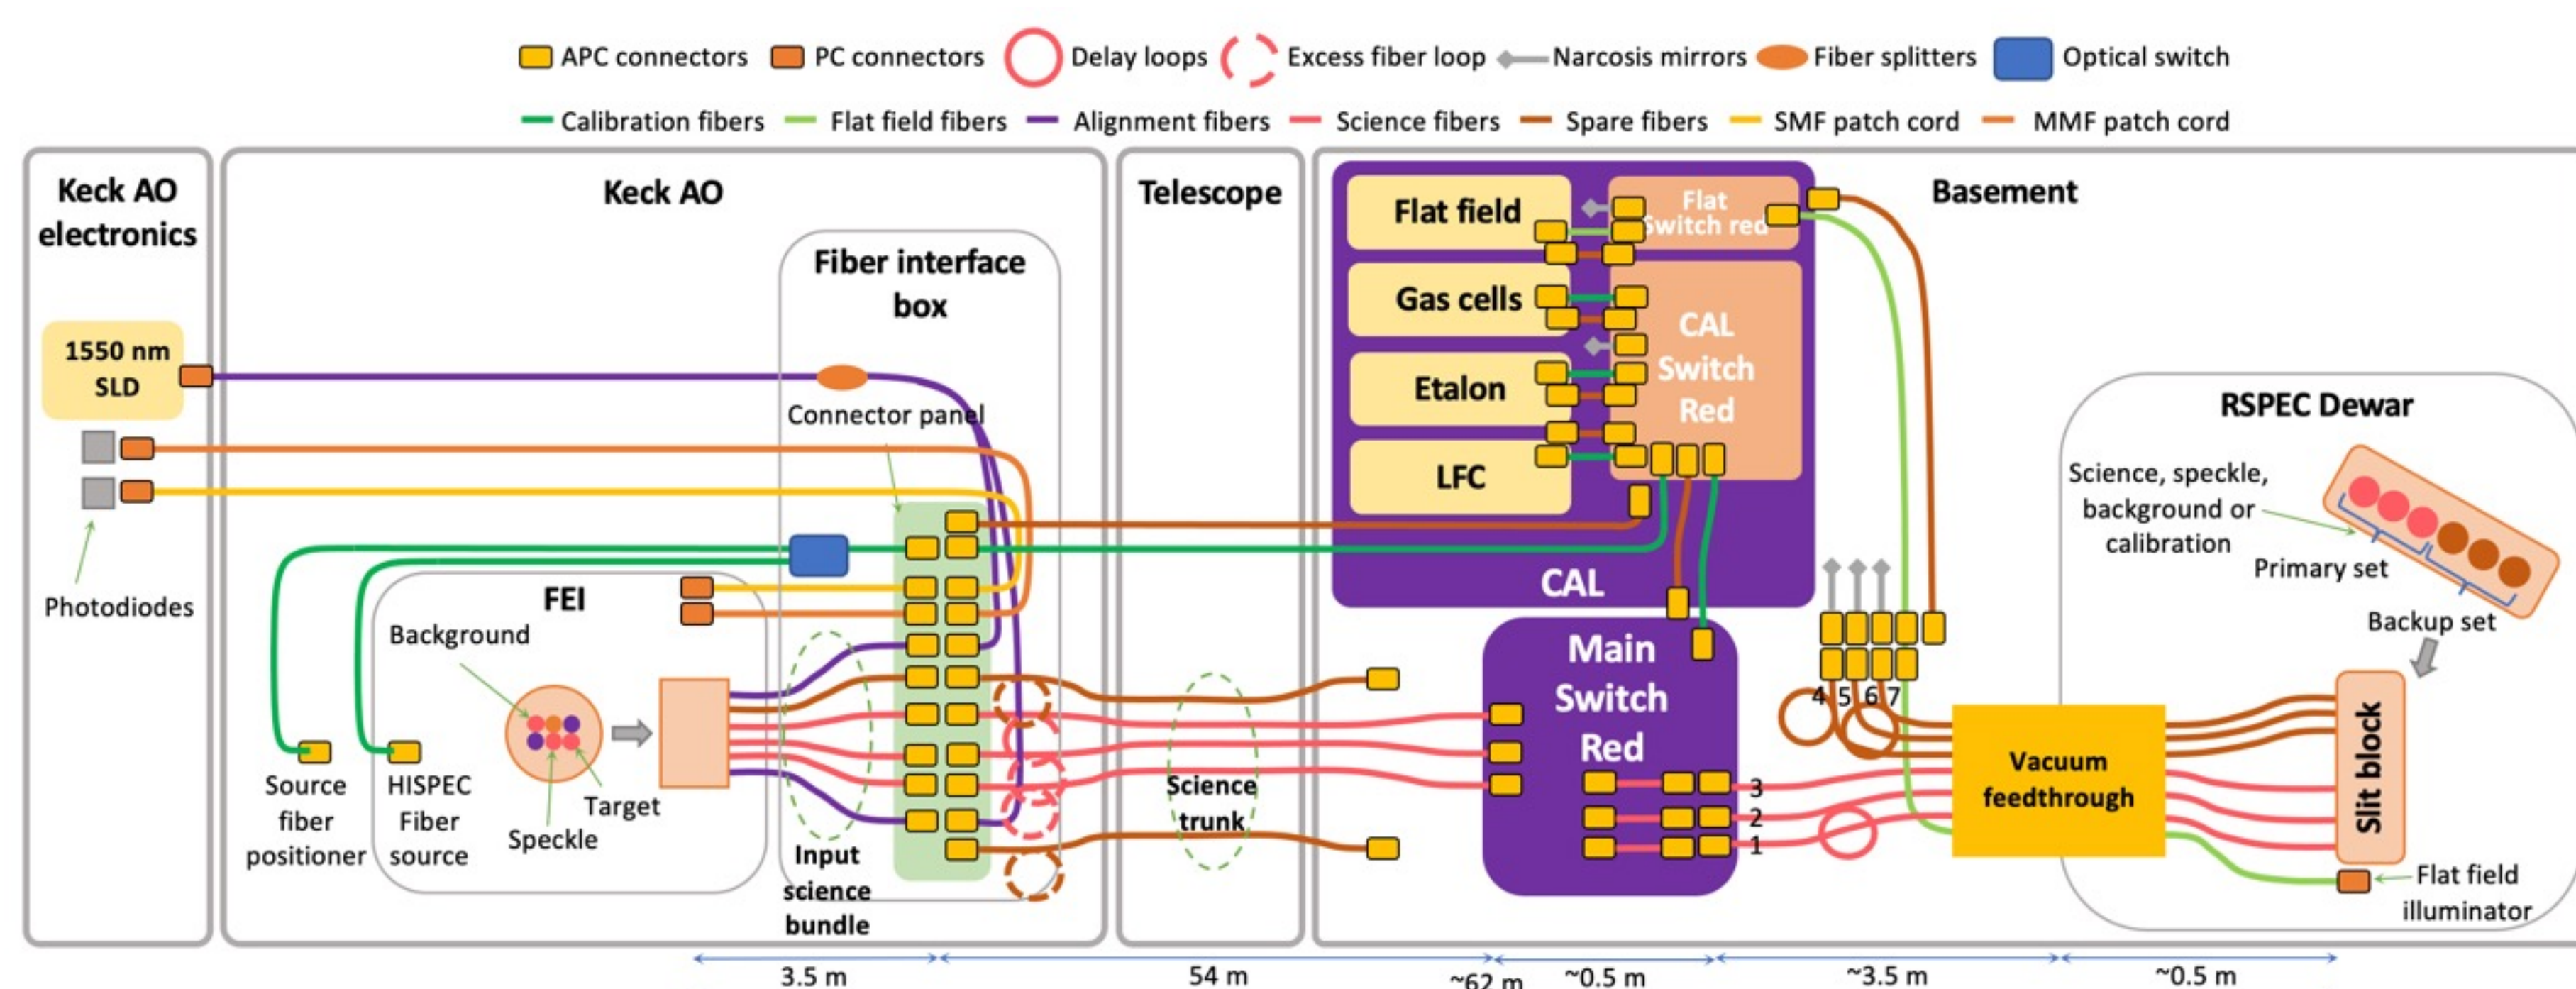 APC connectors
PC connectors
Delay loops
Excess fiber loop
Narcosis mirrors
Fiber splitters
Optical switch
Calibration fibers
Flat field fibers
Alignment fibers
Science fibers
Spare fibers
SMF patch cord
MMF patch cord
Keck AO
electronics
Keck AO
Telescope
Basement
1550 nm
SLD
Photodiodes
Fiber interface
box
Connector panel
FEI
Background
Speckle
Target
Source
fiber
positioner
HISPEC
Fiber
source
Input
science
bundle
Science
trunk
Flat field
Gas cells
Etalon
LFC
Flat
Switch red
CAL
Switch
Red
CAL
Main
Switch
Red
3
2
1
4 5 6 7
Vacuum
feedthrough
RSPEC Dewar
Science, speckle,
background or
calibration
Primary set
Backup set
Slit block
Flat field
illuminator
3.5 m
54 m
~62 m
~0.5 m
~3.5 m
~0.5 m